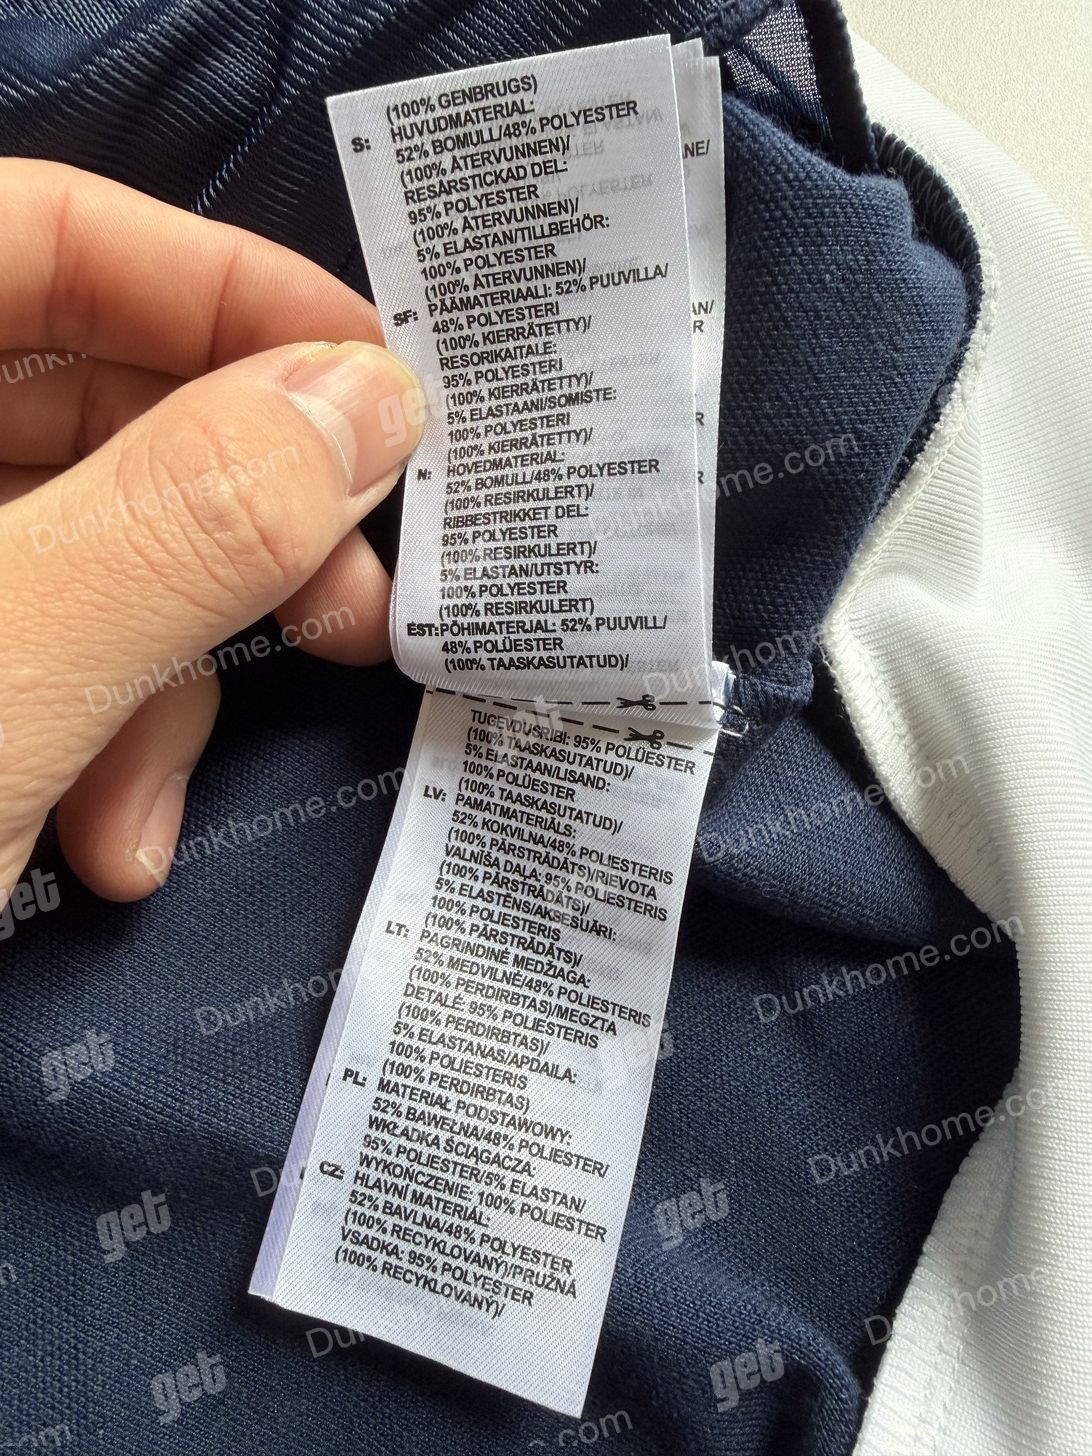 (100% GENBRUGS)
S: HUVUDMATERIAL:
52% BOMULL/48% POLYESTER
(100% ÅTERVUNNEN)/
RESÅRSTICKAD DEL:
95% POLYESTER
(100% ÅTERVUNNEN)/
5% ELASTAN/TILLBEHÖR:
100% POLYESTER
(100% ÅTERVUNNEN)/
SF: PÄÄMATERIAALI: 52% PUUVILLA/
48% POLYESTERI
(100% KIERRÄTETTY)/
RESORIKAITALE:
95% POLYESTERI
(100% KIERRÄTETTY)/
5% ELASTAANI/SOMISTE:
100% POLYESTERI
(100% KIERRÄTETTY)/
N: HOVEDMATERIAL:
52% BOMULL/48% POLYESTER
(100% RESIRKULERT)/
RIBBESTRIKKET DEL:
95% POLYESTER
(100% RESIRKULERT)/
5% ELASTAN/UTSTYR:
100% POLYESTER
(100% RESIRKULERT)
EST: PÕHIMATERJAL: 52% PUUVILL/
48% POLÜESTER
(100% TAASKASUTATUD)/
TUGEVDUSRIBI: 95% POLÜESTER
(100% TAASKASUTATUD)/
5% ELASTAAN/LISAND:
100% POLÜESTER
(100% TAASKASUTATUD)/
LV: PAMATMATERIĀLS:
52% KOKVILNA/48% POLIESTERIS
(100% PĀRSTRĀDĀTS)/RIEVOTA
VALNĪŠA DAĻA: 95% POLIESTERIS
(100% PĀRSTRĀDĀTS)/
5% ELASTĒNS/AKSESUĀRI:
100% POLIESTERIS
(100% PĀRSTRĀDĀTS)/
LT: PAGRINDINĖ MEDŽIAGA:
52% MEDVILNĖ/48% POLIESTERIS
(100% PERDIRBTAS)/MEGZTA
DETALĖ: 95% POLIESTERIS
(100% PERDIRBTAS)/
5% ELASTANAS/APDAILA:
100% POLIESTERIS
(100% PERDIRBTAS)
PL: MATERIAŁ PODSTAWOWY:
52% BAWEŁNA/48% POLIESTER/
WKŁADKA ŚCIĄGACZA:
95% POLIESTER/5% ELASTAN/
WYKOŃCZENIE: 100% POLIESTER
CZ: HLAVNÍ MATERIÁL:
52% BAVLNA/48% POLYESTER
(100% RECYKLOVANÝ)/PRUŽNÁ
VSADKA: 95% POLYESTER
(100% RECYKLOVANÝ)/